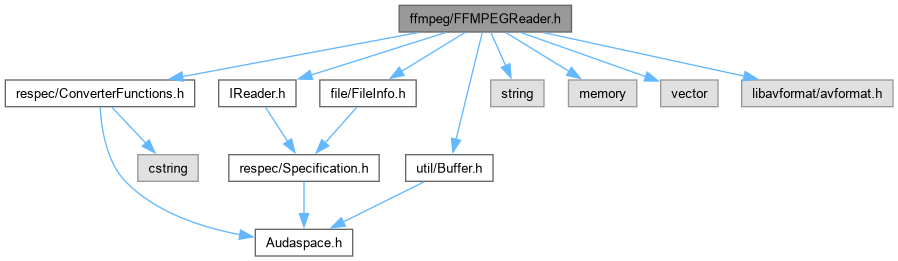 ffmpeg/FFMPEGReader.h
respec/ConverterFunctions.h
IReader.h
file/FileInfo.h
string
memory
vector
libavformat/avformat.h
cstring
respec/Specification.h
util/Buffer.h
Audaspace.h